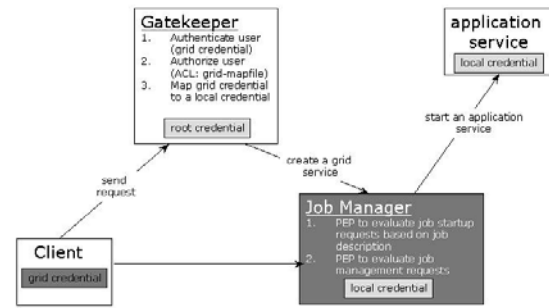 Gatekeeper
1. Authenticate user
(grid credential)
2. Authorize user
(ACL: grid-mapfile)
3. Map grid credential
to a local credential
root credential
application
service
local credential
start an application
service
send
request
create a grid
service
Job Manager
1. PEP to evaluate job startup
requests based on job
description
2. PEP to evaluate job
management requests
local credential
Client
grid credential